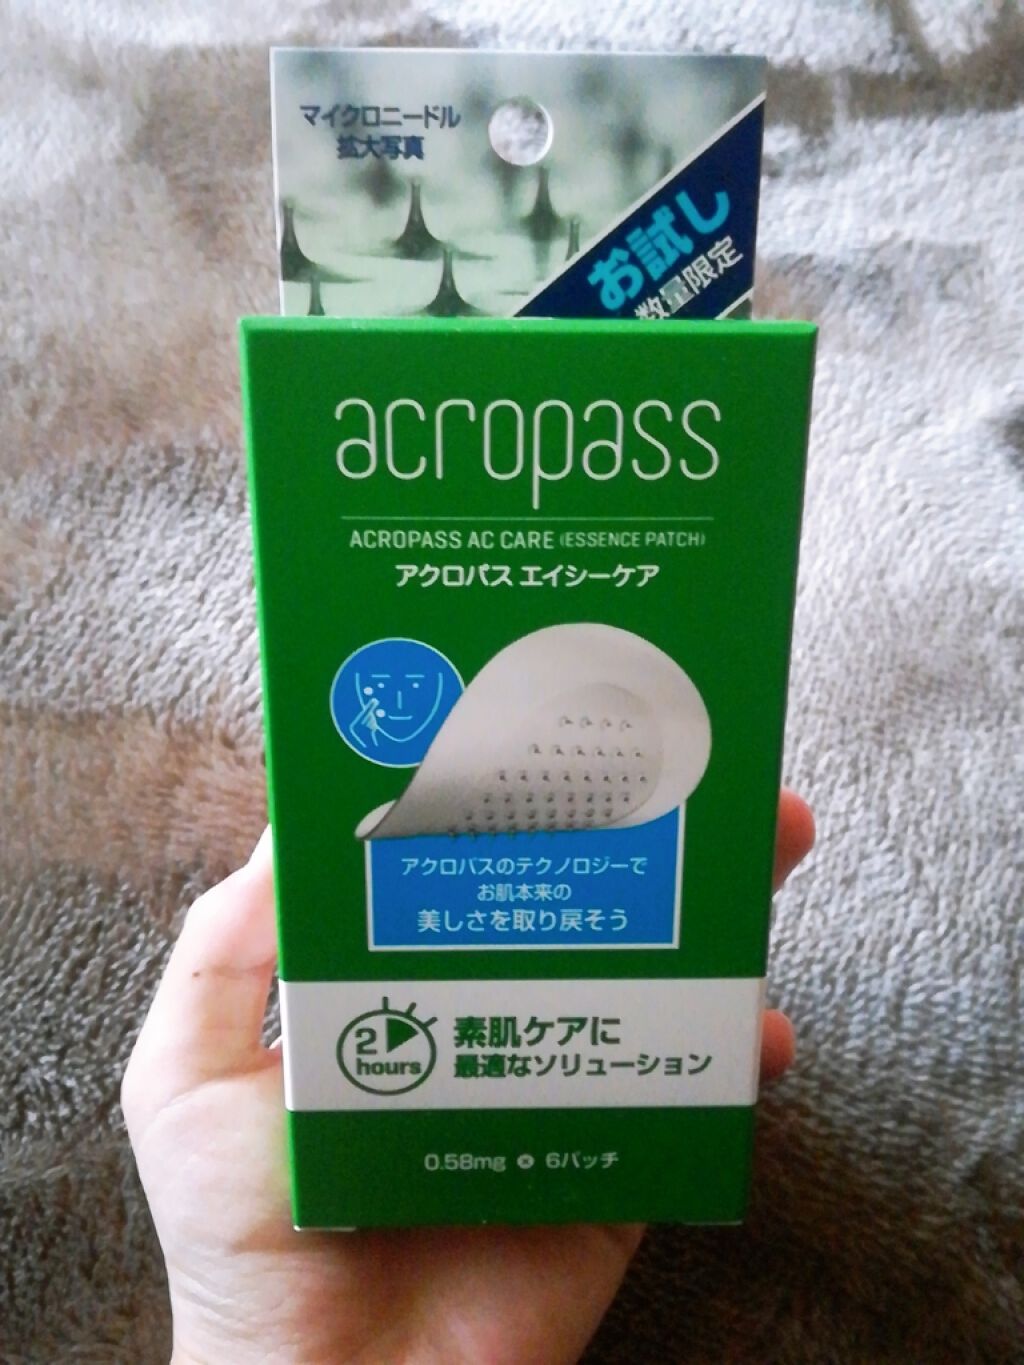 マイクロニードル
拡大写真
お試し
数量限定
acropass
ACROPASS AC CARE (ESSENCE PATCH)
アクロパス エイシーケア
アクロパスのテクノロジーで
お肌本来の
美しさを取り戻そう
2
hours
素肌ケアに
最適なソリューション
0.58mg × 6パッチ